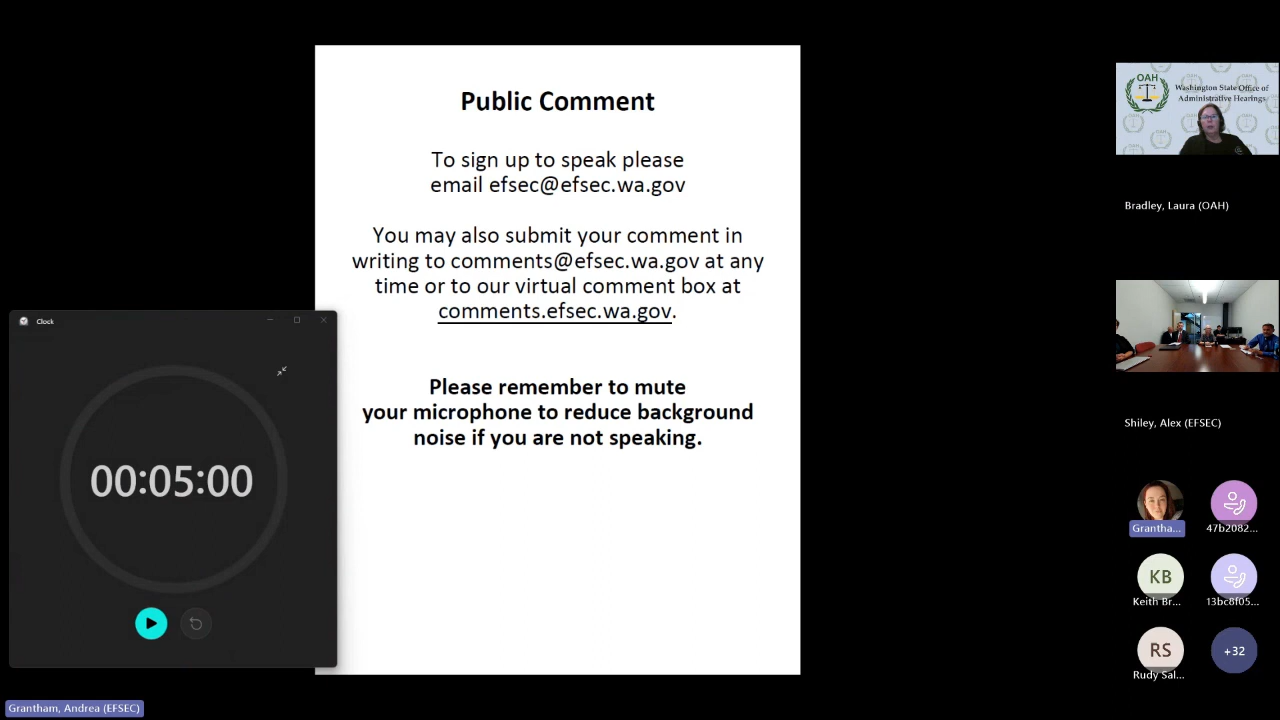 Public Comment
To sign up to speak please
email efsec@efsec.wa.gov
You may also submit your comment in
writing to comments@efsec.wa.gov at any
time or to our virtual comment box at
comments.efsec.wa.gov.
Please remember to mute
your microphone to reduce background
noise if you are not speaking.
Clock
00:05:00
Grantham, Andrea (EFSEC)
OAH
Washington State Office of
Administrative Hearings
Bradley, Laura (OAH)
Shiley, Alex (EFSEC)
Grantha...
47b2082...
KB
Keith Br...
13bc8f05...
RS
Rudy Sal...
+32